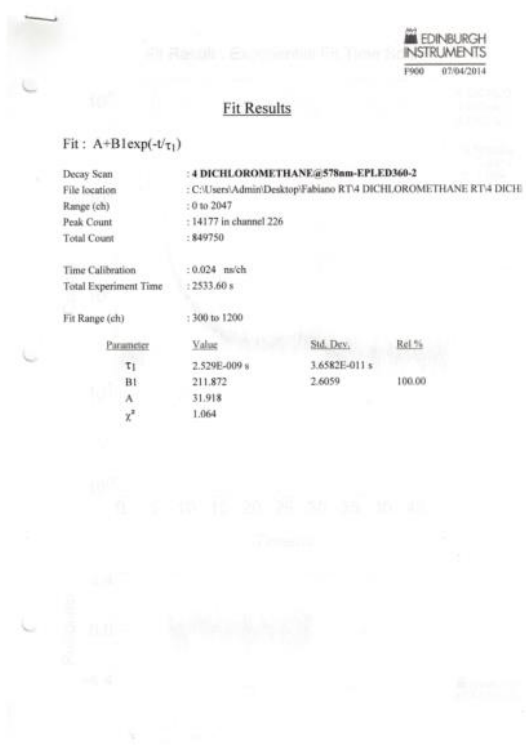 EDINBURGH
INSTRUMENTS
F900 07/04/2014
Fit Results
Fit : A+B1exp(-t/τ1)
Decay Scan : 4 DICHLOROMETHANE@578nm-EPLED360-2
File location : C:\Users\Admin\Desktop\Fabiano RT\4 DICHLOROMETHANE RT\4 DICH
Range (ch) : 0 to 2047
Peak Count : 14177 in channel 226
Total Count : 849750
Time Calibration : 0.024 ns/ch
Total Experiment Time : 2533.60 s
Fit Range (ch) : 300 to 1200
Parameter Value Std. Dev. Rel %
τ1 2.529E-009 s 3.6582E-011 s
B1 211.872 2.6059 100.00
A 31.918
χ² 1.064